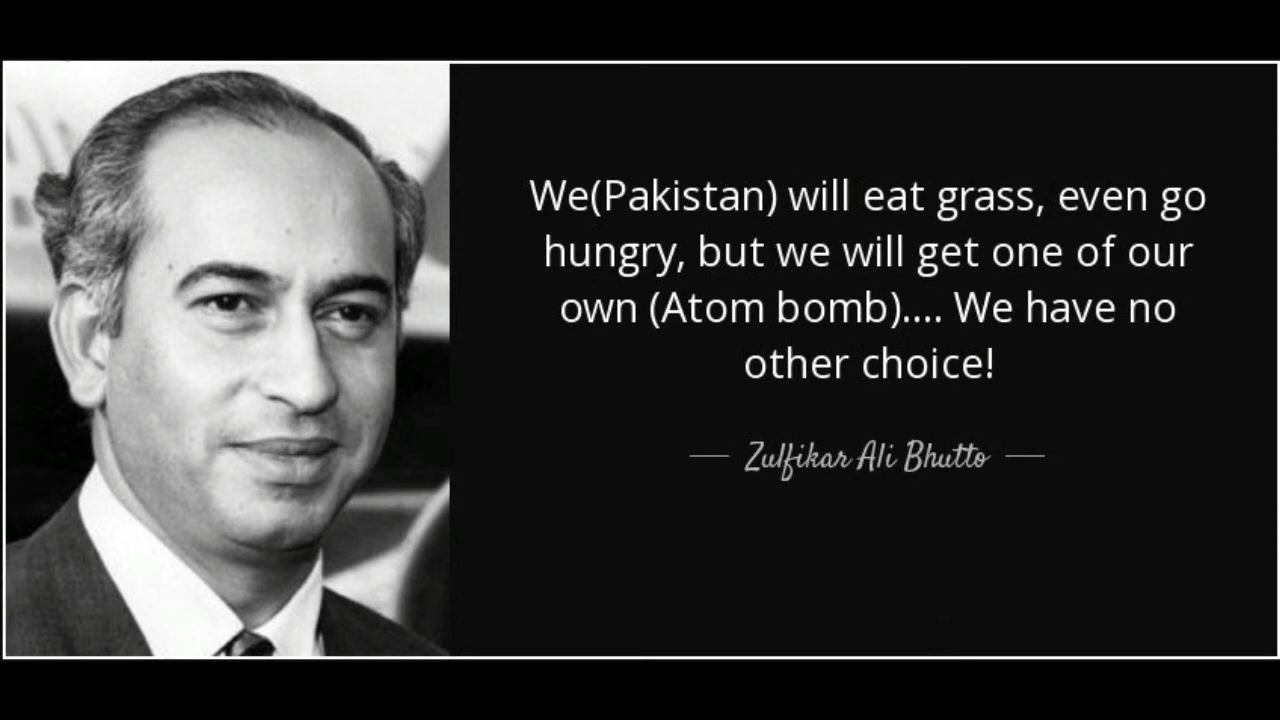 We(Pakistan) will eat grass, even go
hungry, but we will get one of our
own (Atom bomb).... We have no
other choice!
Zulfikar Ali Bhutto